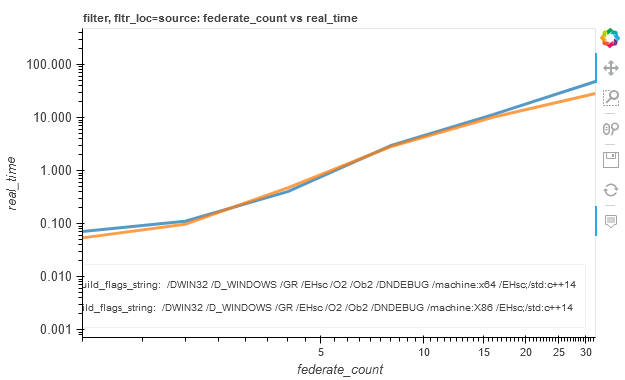 filter, fltr_loc=source: federate_count vs real_time
100.000
10.000
1.000
0.100
0.010
0.001
real_time
uild_flags_string: /DWIN32 /D_WINDOWS /GR /EHsc /O2 /Ob2 /DNDEBUG /machine:x64 /EHsc;/std:c++14
ild_flags_string: /DWIN32 /D_WINDOWS /GR /EHsc /O2 /Ob2 /DNDEBUG /machine:X86 /EHsc;/std:c++14
5 10 15 20 25 30
federate_count